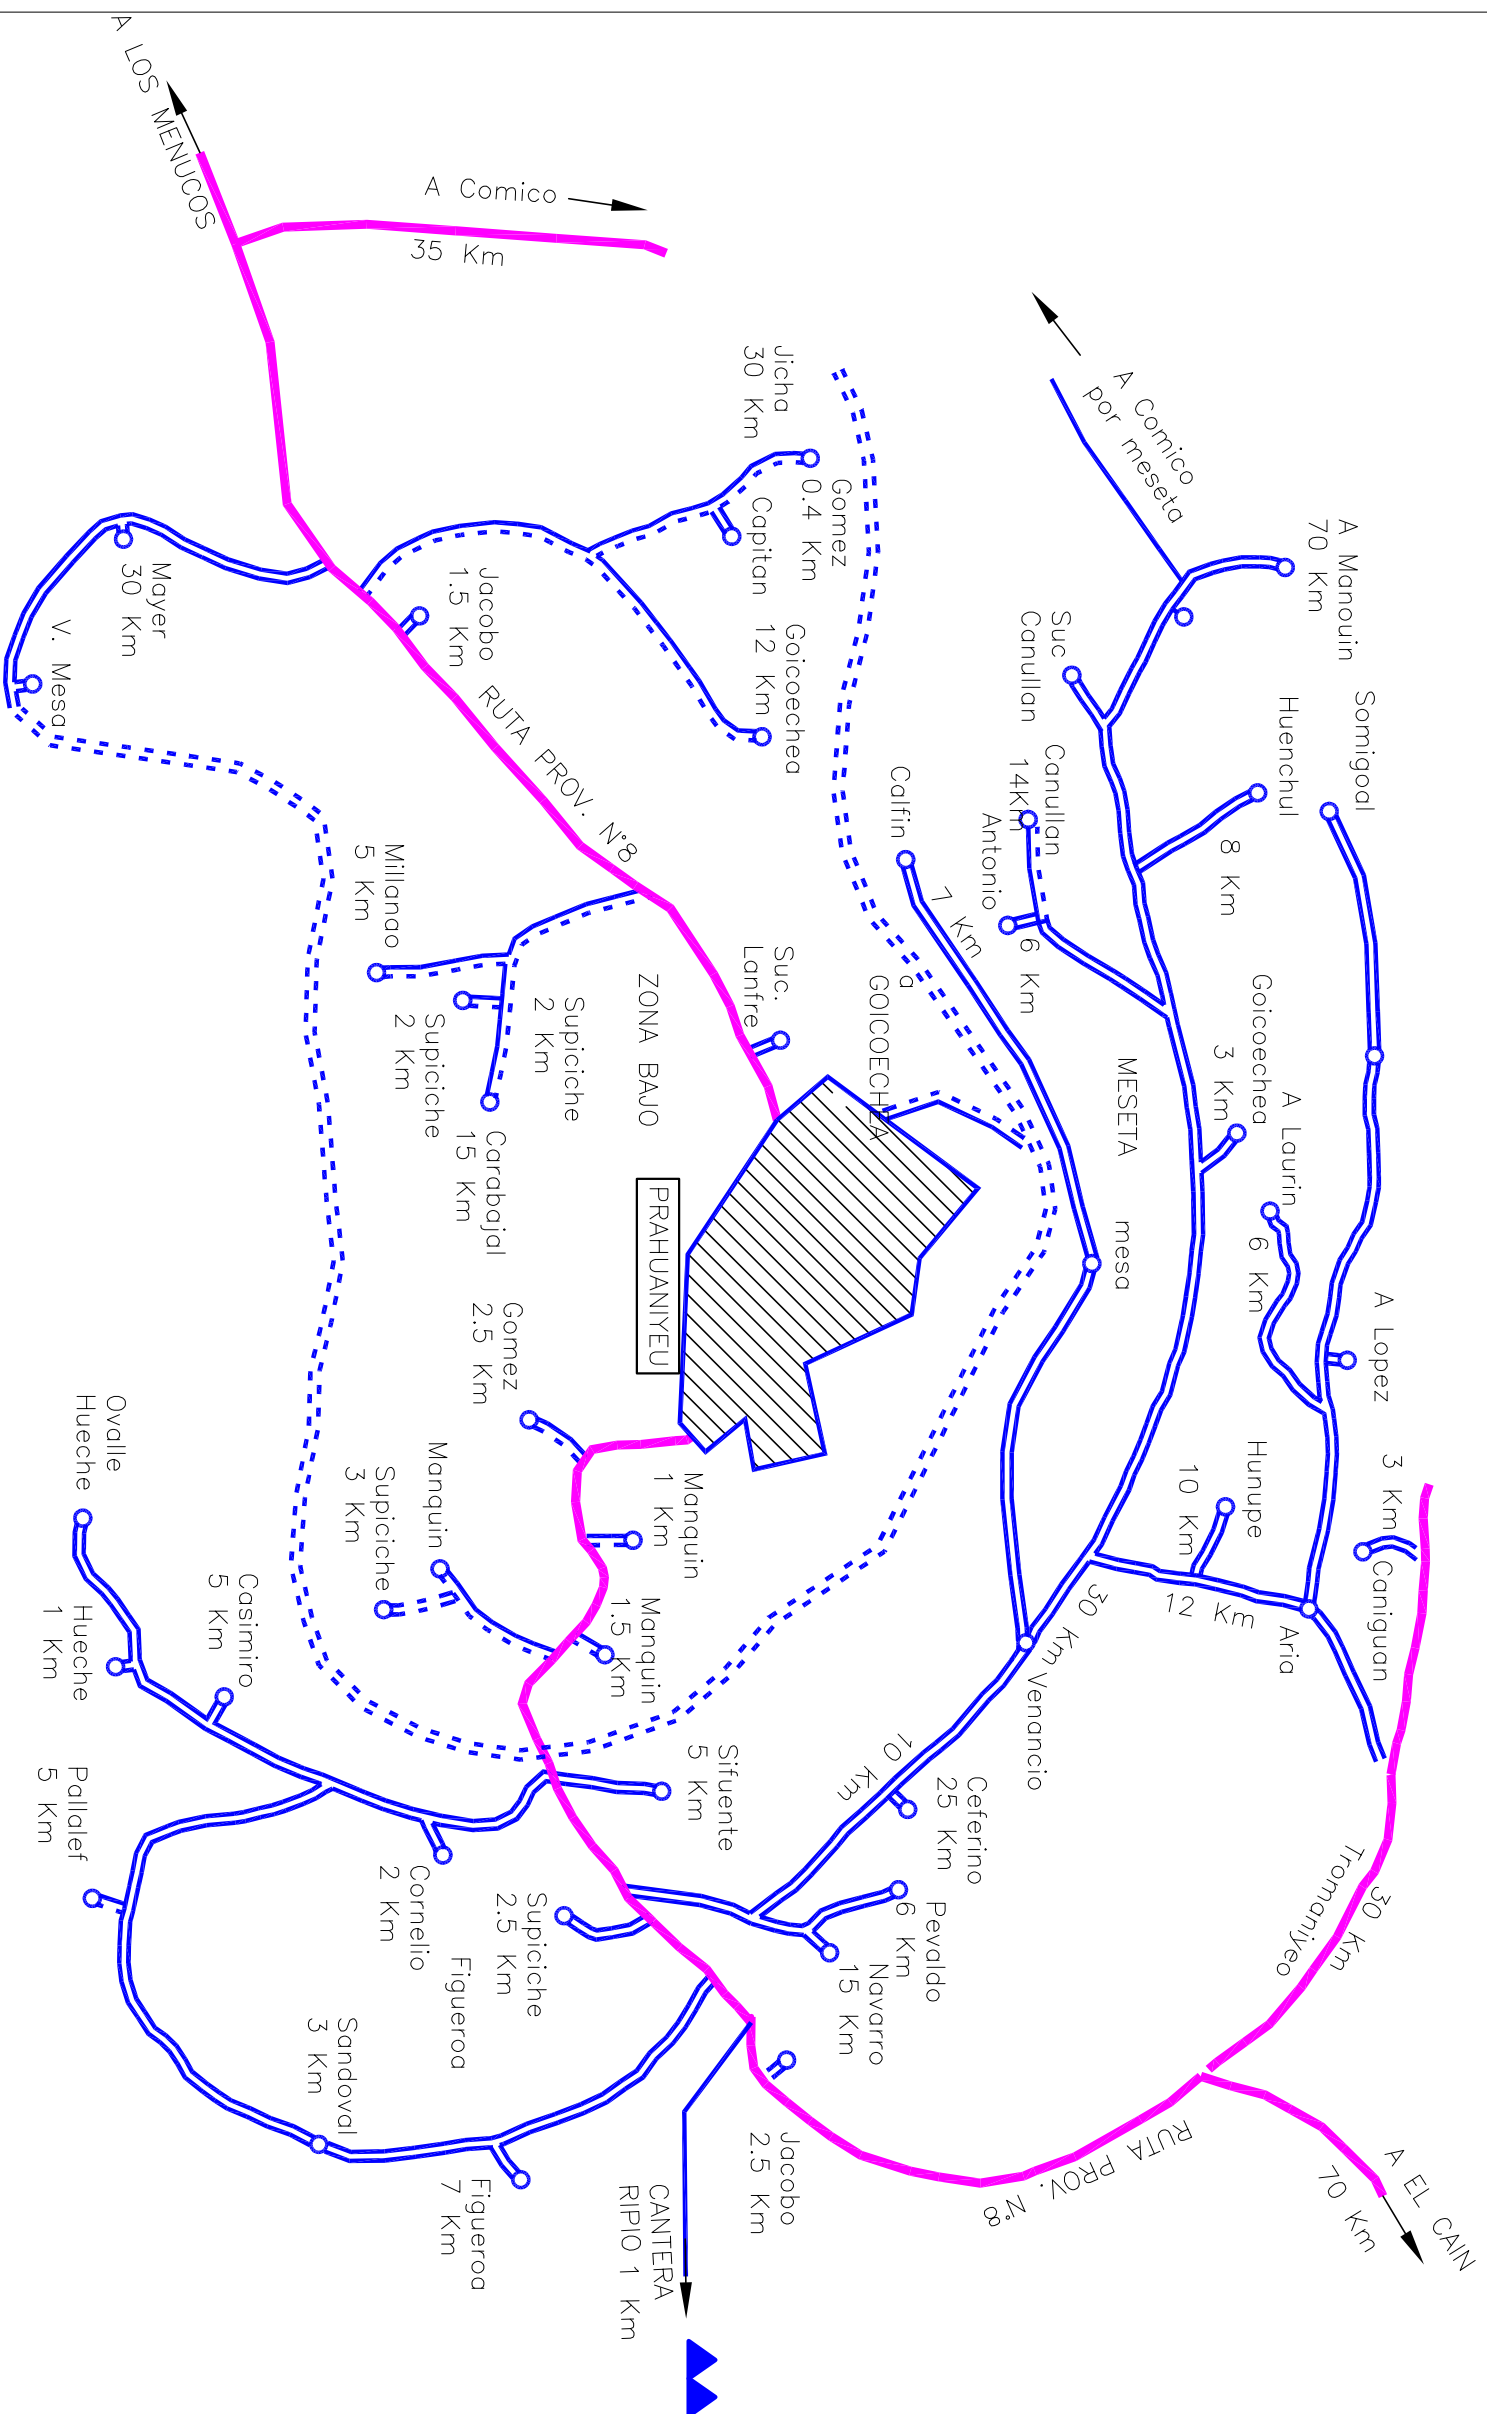 A LOS MENUCOS
A Comico
35 Km
A Comico
por meseta
Jicha
30 Km
Gomez
0.4 Km
Capitan
Goicoechea
12 Km
Jacobo
1.5 Km
Mayer
30 Km
V. Mesa
RUTA PROV. N°8
A Manouin
70 Km
Suc
Canullan
Huenchul
8 Km
Somigoal
Canullan
14Km
Antonio
6 Km
Calfin
7 Km
Millanao
5 Km
Supiciche
2 Km
Supiciche
2 Km
Carabajal
15 Km
ZONA BAJO
Suc.
Lanfre
a
GOICOECHEA
MESETA
mesa
Goicoechea
3 Km
A Laurin
6 Km
A Lopez
PRAHUANIYEU
Gomez
2.5 Km
Manquin
1 Km
Manquin
Supiciche
3 Km
Manquin
1.5 Km
Hunupe
10 Km
12 Km
Aria
3 Km
Caniguan
30 Km
Venancio
10 Km
Ovalle
Hueche
Hueche
1 Km
Casimiro
5 Km
Pallalef
5 Km
Sifuente
5 Km
Ceferino
25 Km
Pevaldo
6 Km
Navarro
15 Km
Cornelio
2 Km
Supiciche
2.5 Km
Figueroa
Sandoval
3 Km
Figueroa
7 Km
Jacobo
2.5 Km
CANTERA
RIPIO 1 Km
30 Km
Tromaniyeo
RUTA PROV. N°8
A EL CAIN
70 Km